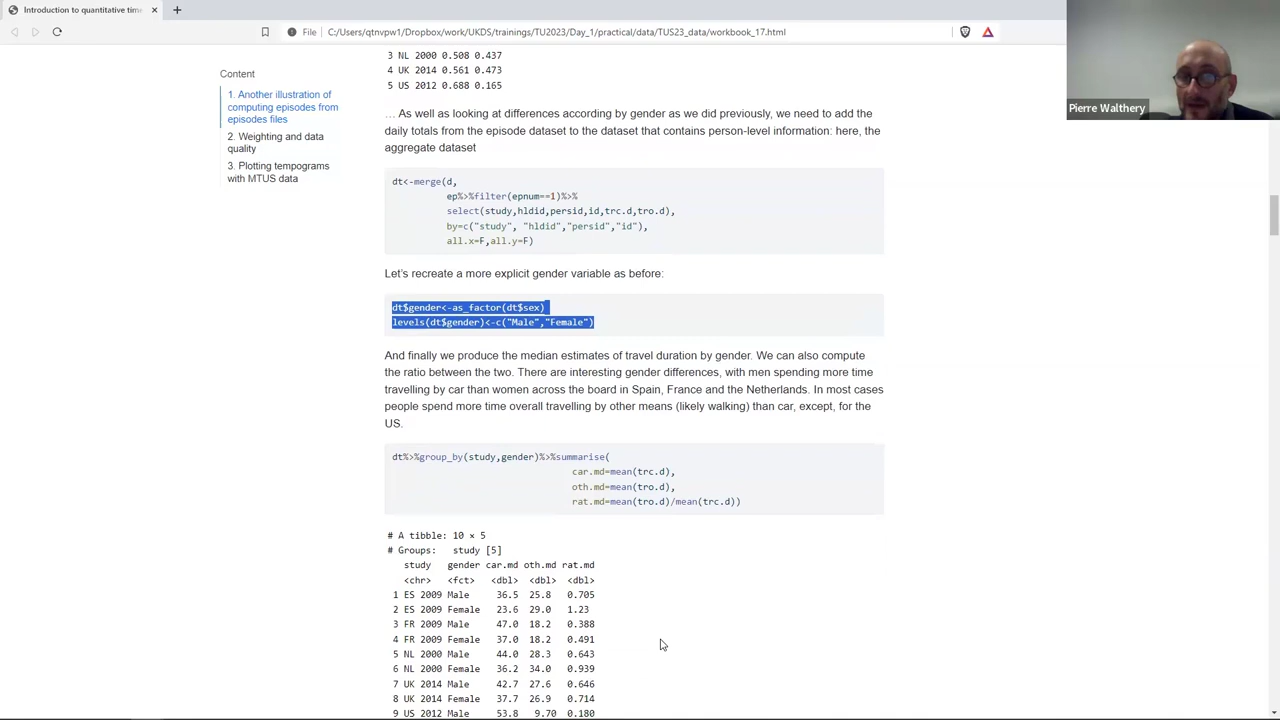 Introduction to quantitative tim
File
C:/Users/qtnvpw1/Dropbox/work/UKDS/trainings/TU2023/Day_1/practical/data/TUS23_data/workbook_17.html
Pierre Walthery
Content
1. Another illustration of
computing episodes from
episodes files
2. Weighting and data
quality
3. Plotting tempograms
with MTUS data
3 NL 2000 0.508 0.437
4 UK 2014 0.561 0.473
5 US 2012 0.688 0.165
… As well as looking at differences according by gender as we did previously, we need to add the
daily totals from the episode dataset to the dataset that contains person-level information: here, the
aggregate dataset
dt<-merge(d,
ep%>%filter(epnum==1)%>%
select(study,hldid,persid,id,trc.d,tro.d),
by=c("study", "hldid","persid","id"),
all.x=F,all.y=F)
Let's recreate a more explicit gender variable as before:
dt$gender<-as_factor(dt$sex)
levels(dt$gender)<-c("Male","Female")
And finally we produce the median estimates of travel duration by gender. We can also compute
the ratio between the two. There are interesting gender differences, with men spending more time
travelling by car than women across the board in Spain, France and the Netherlands. In most cases
people spend more time overall travelling by other means (likely walking) than car, except, for the
US.
dt%>%group_by(study,gender)%>%summarise(
car.md=mean(trc.d),
oth.md=mean(tro.d),
rat.md=mean(tro.d)/mean(trc.d))
# A tibble: 10 × 5
# Groups: study [5]
study gender car.md oth.md rat.md
<chr> <fct> <dbl> <dbl> <dbl>
1 ES 2009 Male 36.5 25.8 0.705
2 ES 2009 Female 23.6 29.0 1.23
3 FR 2009 Male 47.0 18.2 0.388
4 FR 2009 Female 37.0 18.2 0.491
5 NL 2000 Male 44.0 28.3 0.643
6 NL 2000 Female 36.2 34.0 0.939
7 UK 2014 Male 42.7 27.6 0.646
8 UK 2014 Female 37.7 26.9 0.714
9 US 2012 Male 53.8 9.70 0.180